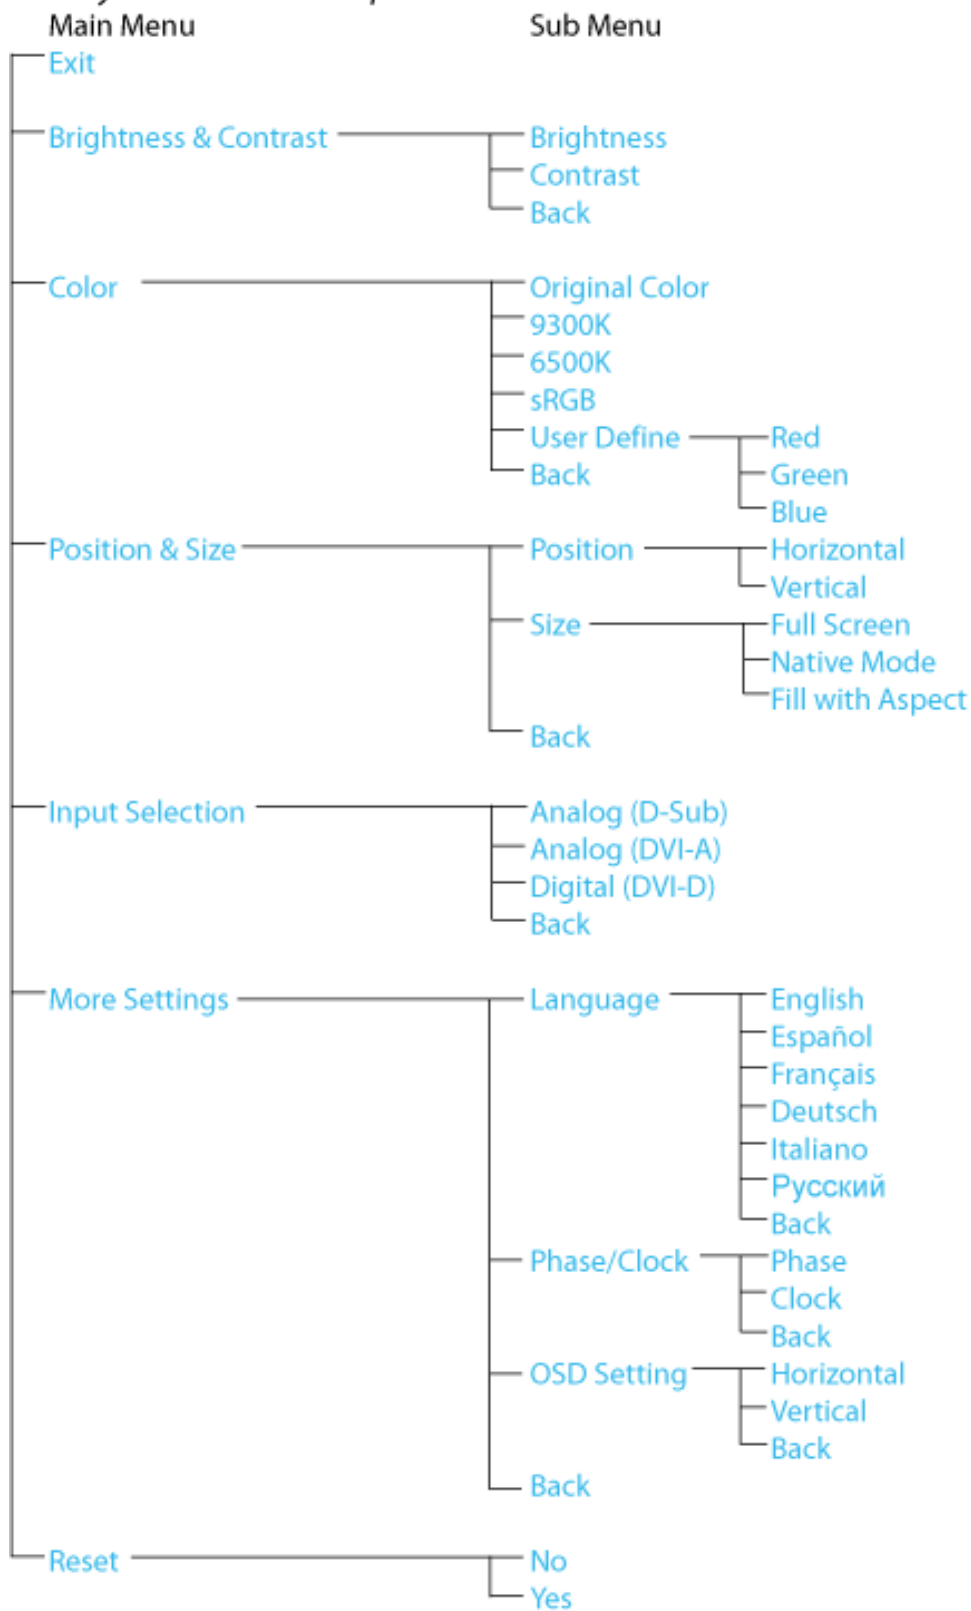 Main Menu Sub Menu
Exit
Brightness & Contrast Brightness
Contrast
Back
Color Original Color
9300K
6500K
sRGB
User Define Red
Back Green
Blue
Position & Size Position Horizontal
Vertical
Size Full Screen
Native Mode
Fill with Aspect
Back
Input Selection Analog (D-Sub)
Analog (DVI-A)
Digital (DVI-D)
Back
More Settings Language English
Español
Français
Deutsch
Italiano
Русский
Back
Phase/Clock Phase
Clock
Back
OSD Setting Horizontal
Vertical
Back
Back
Reset No
Yes